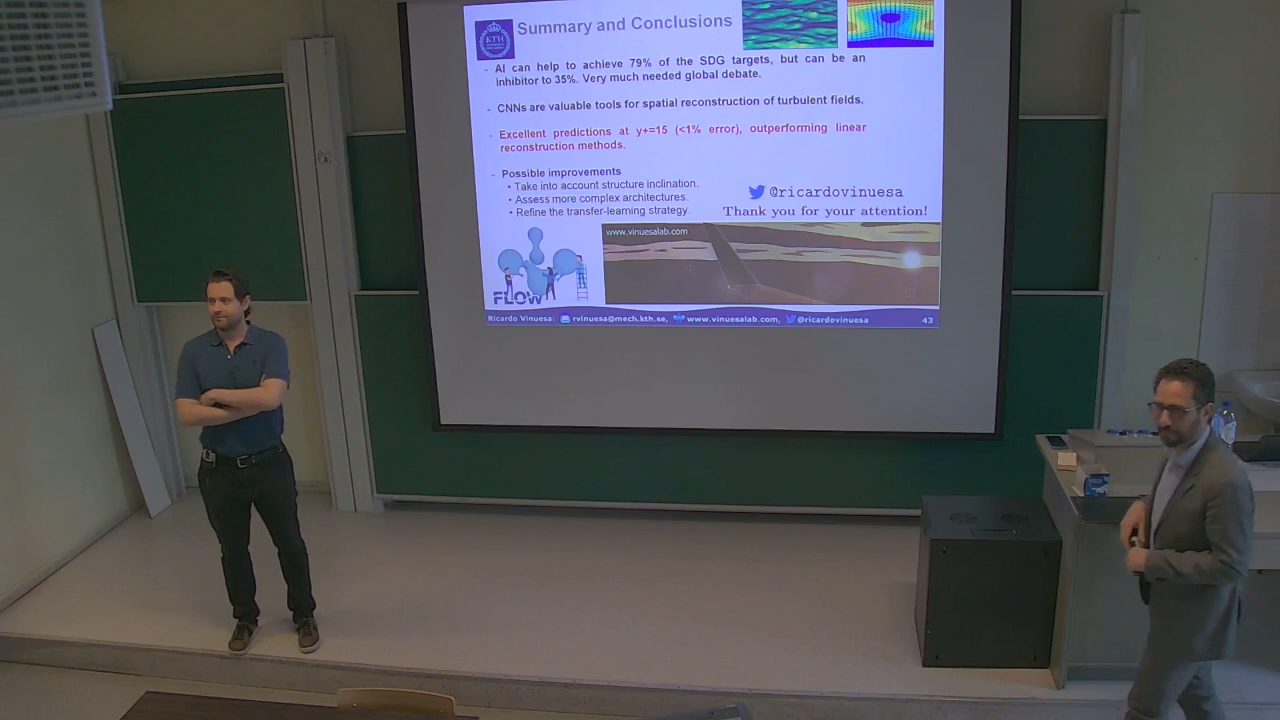 KTH
Summary and Conclusions
- AI can help to achieve 79% of the SDG targets, but can be an
inhibitor to 35%. Very much needed global debate.
- CNNs are valuable tools for spatial reconstruction of turbulent fields.
- Excellent predictions at y+=15 (<1% error), outperforming linear
reconstruction methods.
- Possible improvements
• Take into account structure inclination.
• Assess more complex architectures.
• Refine the transfer-learning strategy.
@ricardovinuesa
Thank you for your attention!
www.vinuesalab.com
FLOW
Ricardo Vinuesa: rvinuesa@mech.kth.se, www.vinuesalab.com, @ricardovinuesa 43